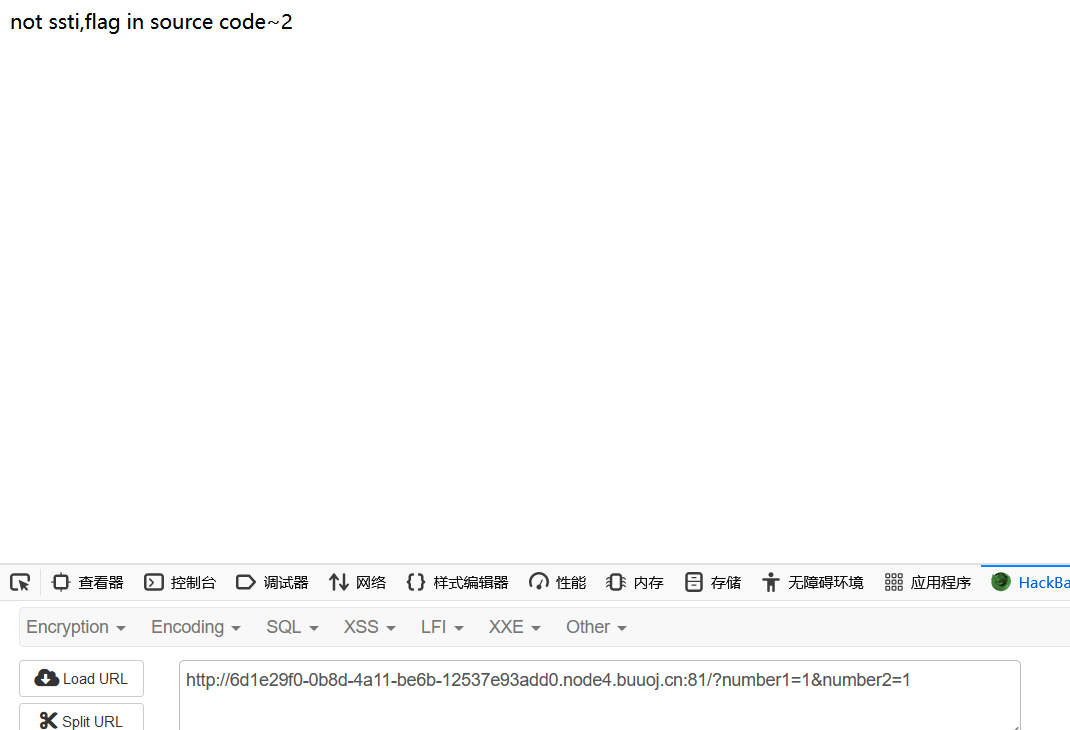 not ssti,flag in source code~2
查看器 控制台 调试器 网络 样式编辑器 性能 内存 存储 无障碍环境 应用程序 HackBa
Encryption Encoding SQL XSS LFI XXE Other
Load URL http://6d1e29f0-0b8d-4a11-be6b-12537e93add0.node4.buuoj.cn:81/?number1=1&number2=1
Split URL